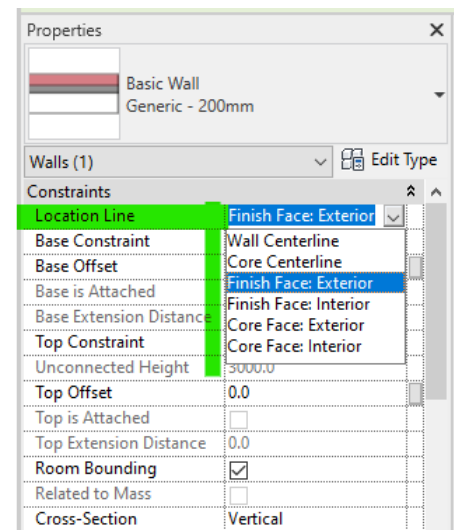 Properties
Basic Wall
Generic - 200mm
Walls (1) Edit Type
Constraints
Location Line Finish Face: Exterior
Base Constraint Wall Centerline
Base Offset Core Centerline
Base is Attached Finish Face: Exterior
Base Extension Distance Finish Face: Interior
Top Constraint Core Face: Exterior
Core Face: Interior
Unconnected Height 3000.0
Top Offset 0.0
Top is Attached
Top Extension Distance 0.0
Room Bounding
Related to Mass
Cross-Section Vertical